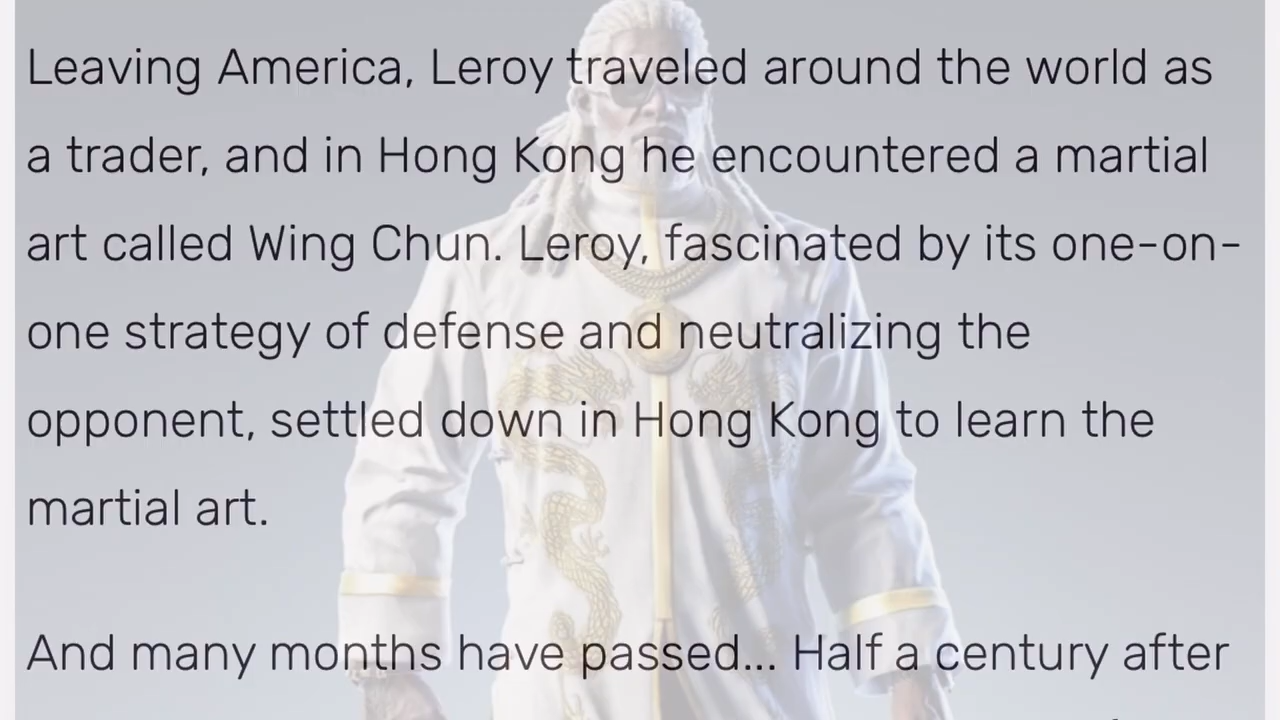 Leaving America, Leroy traveled around the world as
a trader, and in Hong Kong he encountered a martial
art called Wing Chun. Leroy, fascinated by its one-on-
one strategy of defense and neutralizing the
opponent, settled down in Hong Kong to learn the
martial art.
And many months have passed... Half a century after